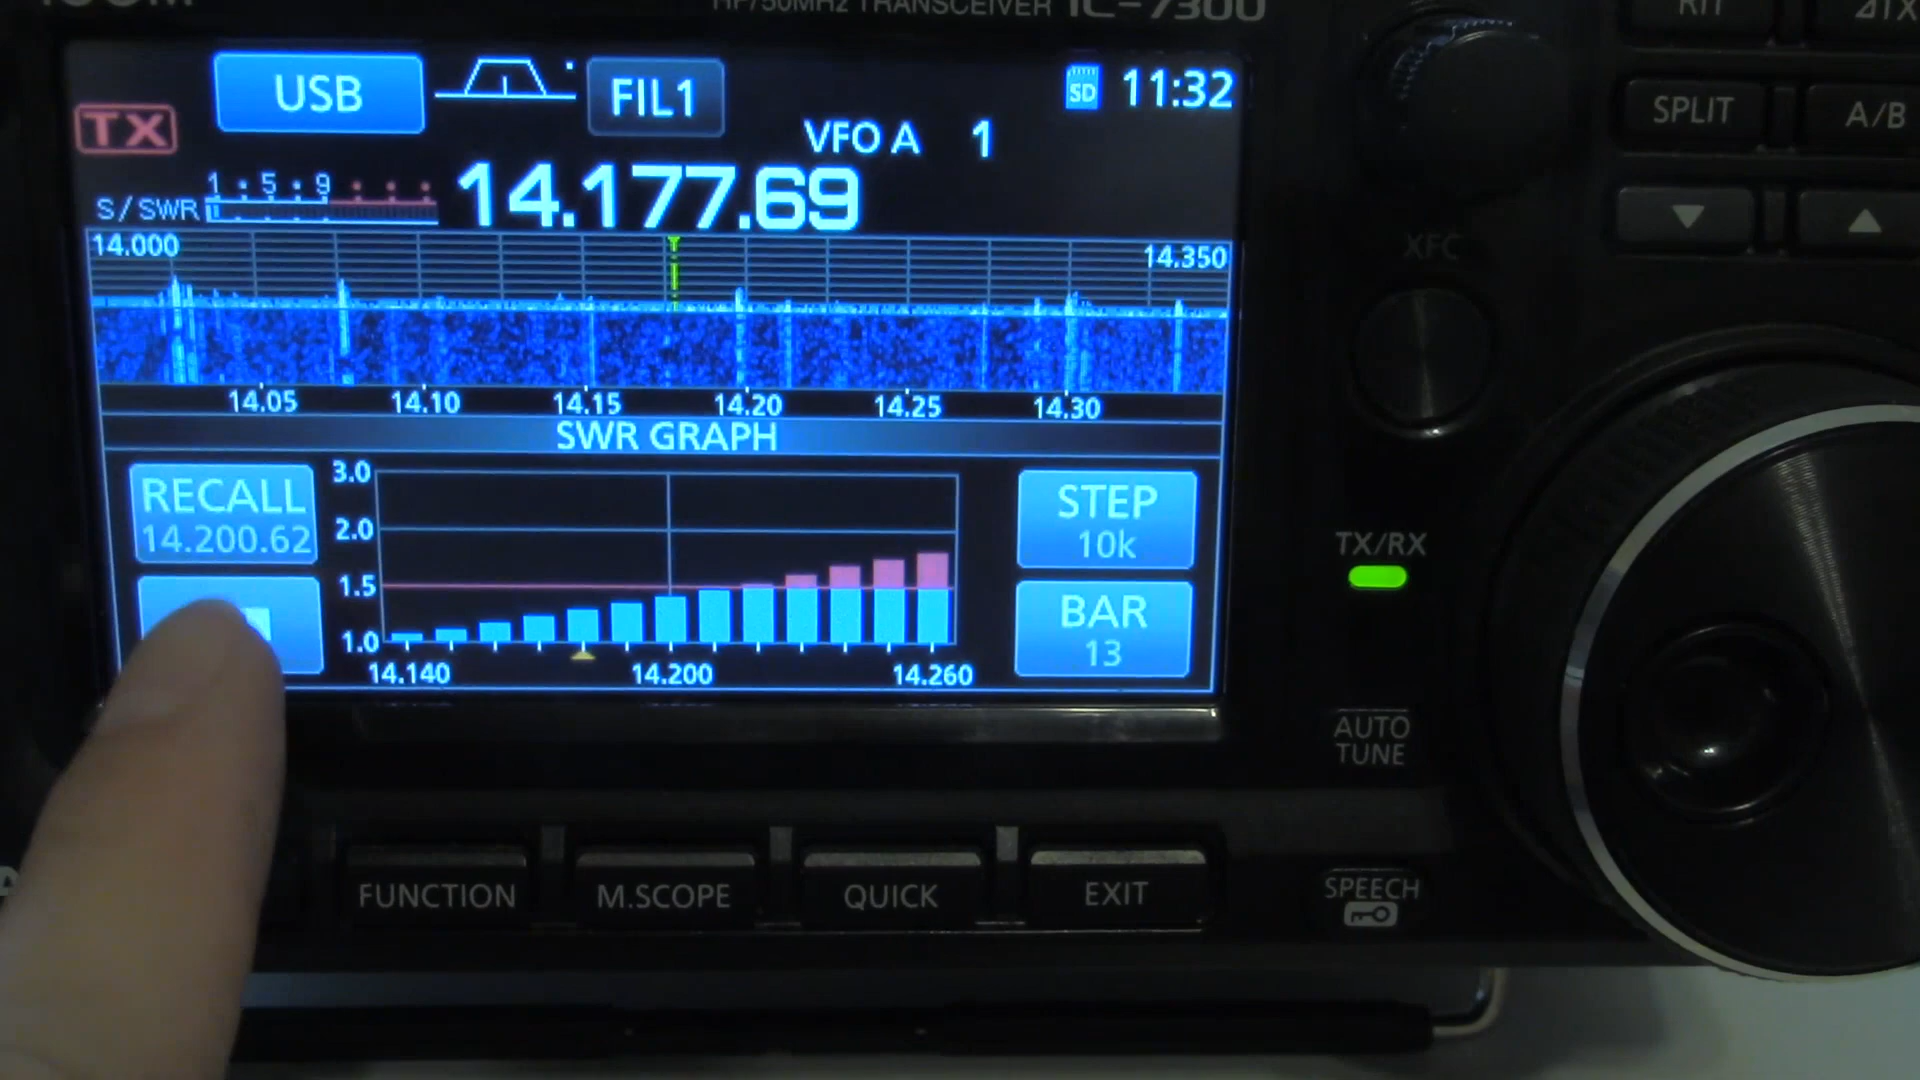 HF/50MHz TRANSCEIVER IC-7300
USB
FIL1
SD 11:32
TX
VFO A 1
1 5 9
S/SWR
14.177.69
14.000
14.350
14.05 14.10 14.15 14.20 14.25 14.30
SWR GRAPH
RECALL
14.200.62
3.0
2.0
1.5
1.0
14.140 14.200 14.260
STEP
10k
BAR
13
FUNCTION M.SCOPE QUICK EXIT
SPLIT A/B
XFC
TX/RX
AUTO
TUNE
SPEECH